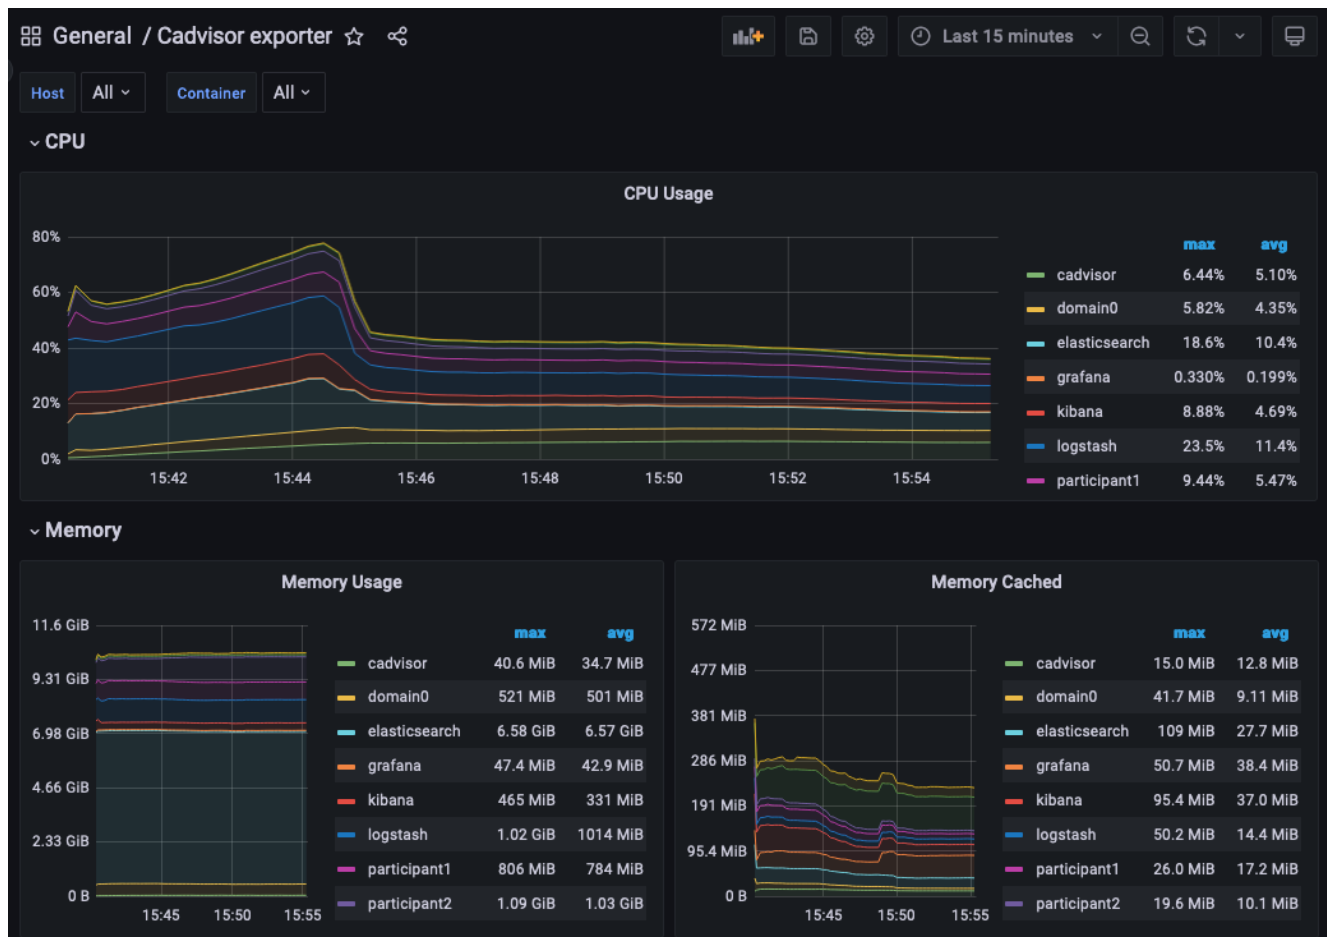 General / Cadvisor exporter
Last 15 minutes
Host All Container All
CPU
CPU Usage
80%
60%
40%
20%
0%
15:42 15:44 15:46 15:48 15:50 15:52 15:54
max avg
cadvisor 6.44% 5.10%
domain0 5.82% 4.35%
elasticsearch 18.6% 10.4%
grafana 0.330% 0.199%
kibana 8.88% 4.69%
logstash 23.5% 11.4%
participant1 9.44% 5.47%
Memory
Memory Usage
11.6 GiB
9.31 GiB
6.98 GiB
4.66 GiB
2.33 GiB
0 B
15:45 15:50 15:55
max avg
cadvisor 40.6 MiB 34.7 MiB
domain0 521 MiB 501 MiB
elasticsearch 6.58 GiB 6.57 GiB
grafana 47.4 MiB 42.9 MiB
kibana 465 MiB 331 MiB
logstash 1.02 GiB 1014 MiB
participant1 806 MiB 784 MiB
participant2 1.09 GiB 1.03 GiB
Memory Cached
572 MiB
477 MiB
381 MiB
286 MiB
191 MiB
95.4 MiB
0 B
15:45 15:50 15:55
max avg
cadvisor 15.0 MiB 12.8 MiB
domain0 41.7 MiB 9.11 MiB
elasticsearch 109 MiB 27.7 MiB
grafana 50.7 MiB 38.4 MiB
kibana 95.4 MiB 37.0 MiB
logstash 50.2 MiB 14.4 MiB
participant1 26.0 MiB 17.2 MiB
participant2 19.6 MiB 10.1 MiB